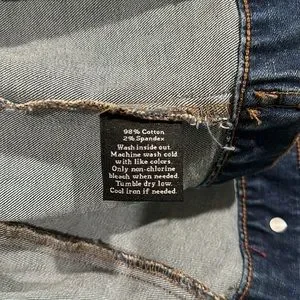 98% Cotton
2% Spandex
Wash inside out.
Machine wash cold
with like colors.
Only non-chlorine
bleach when needed.
Tumble dry low.
Cool iron if needed.